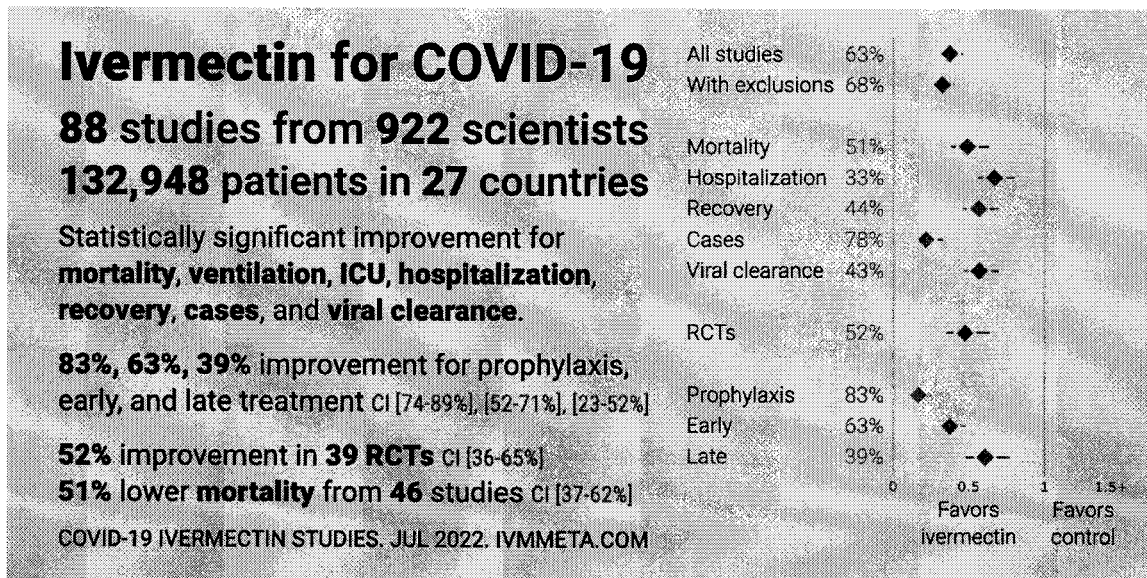 Ivermectin for COVID-19
88 studies from 922 scientists
132,948 patients in 27 countries
Statistically significant improvement for
mortality, ventilation, ICU, hospitalization,
recovery, cases, and viral clearance.
83%, 63%, 39% improvement for prophylaxis,
early, and late treatment CI [74-89%], [52-71%], [23-52%]
52% improvement in 39 RCTs CI [36-65%]
51% lower mortality from 46 studies CI [37-62%]
COVID-19 IVERMECTIN STUDIES. JUL 2022. IVMMETA.COM
All studies 63%
With exclusions 68%
Mortality 51%
Hospitalization 33%
Recovery 44%
Cases 78%
Viral clearance 43%
RCTs 52%
Prophylaxis 83%
Early 63%
Late 39%
0 0.5 1 1.5+
Favors Favors
ivermectin control